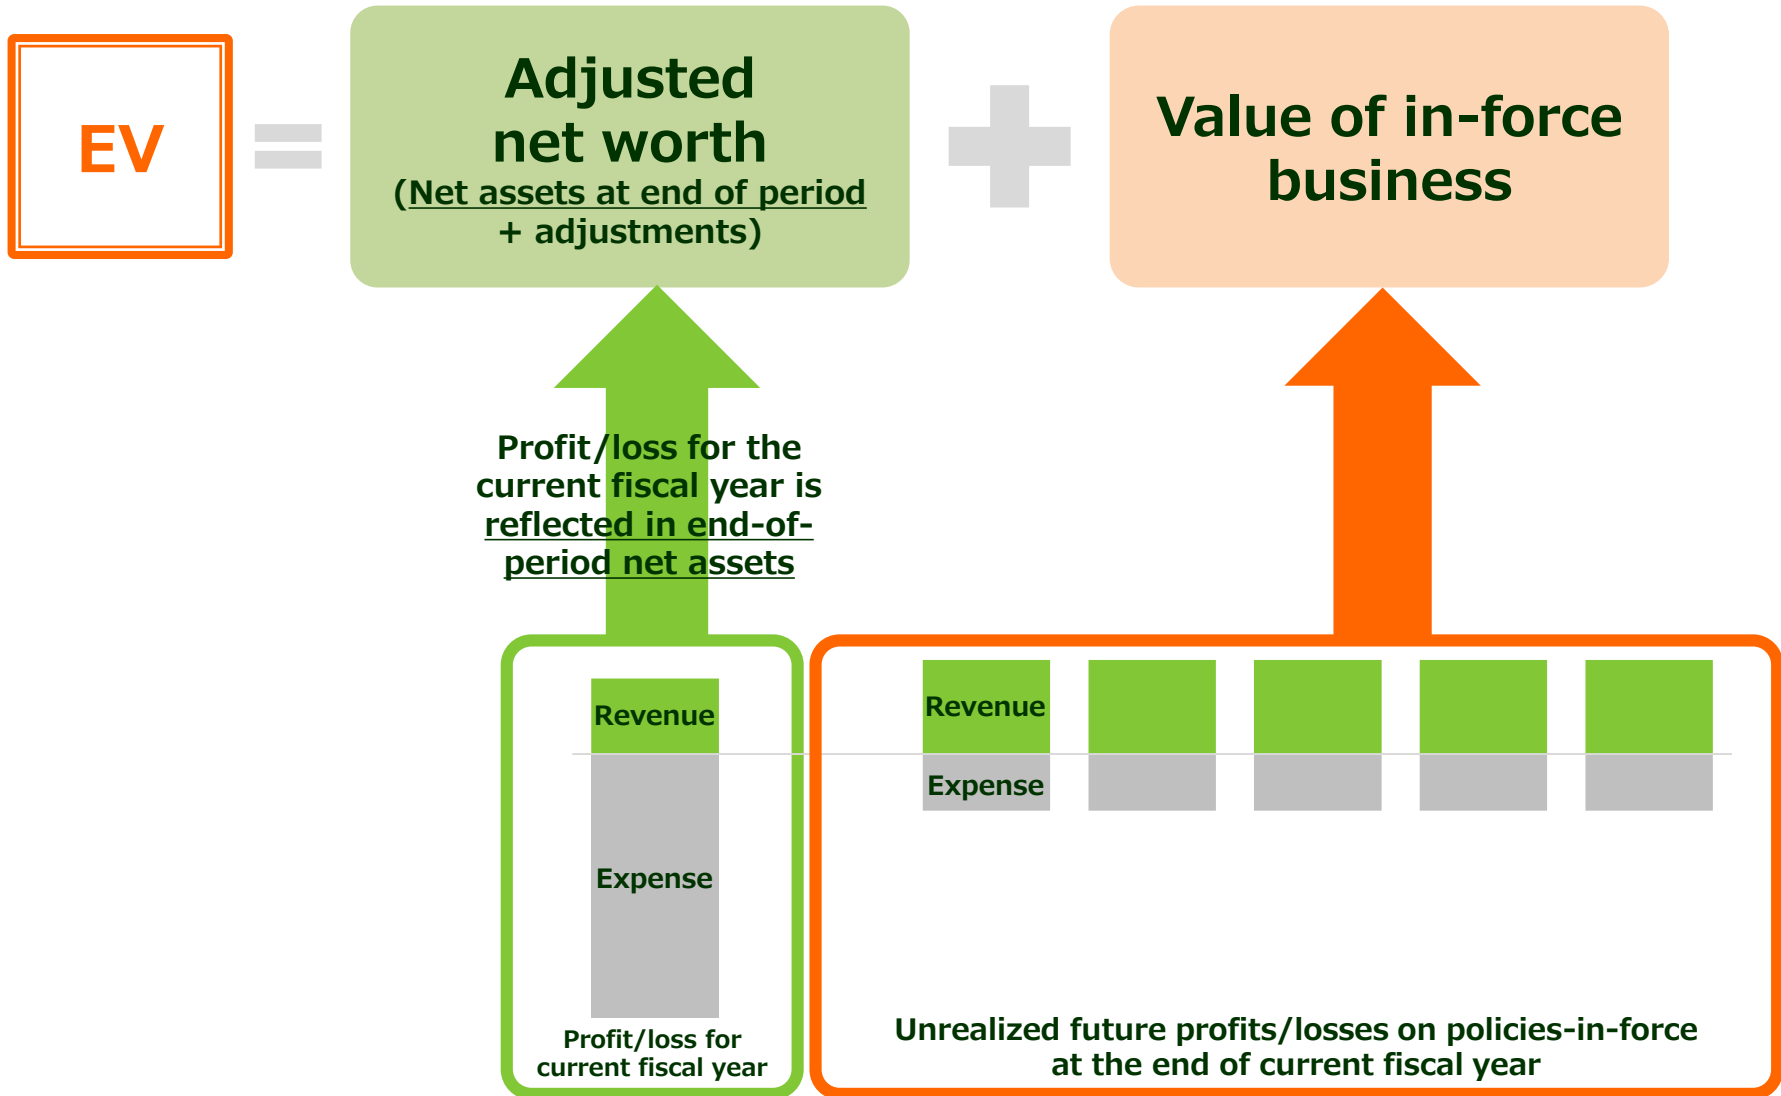 EV
=
Adjusted
net worth
(Net assets at end of period
+ adjustments)
+
Value of in-force
business
Profit/loss for the
current fiscal year is
reflected in end-of-
period net assets
Revenue
Expense
Profit/loss for
current fiscal year
Revenue
Expense
Unrealized future profits/losses on policies-in-force
at the end of current fiscal year